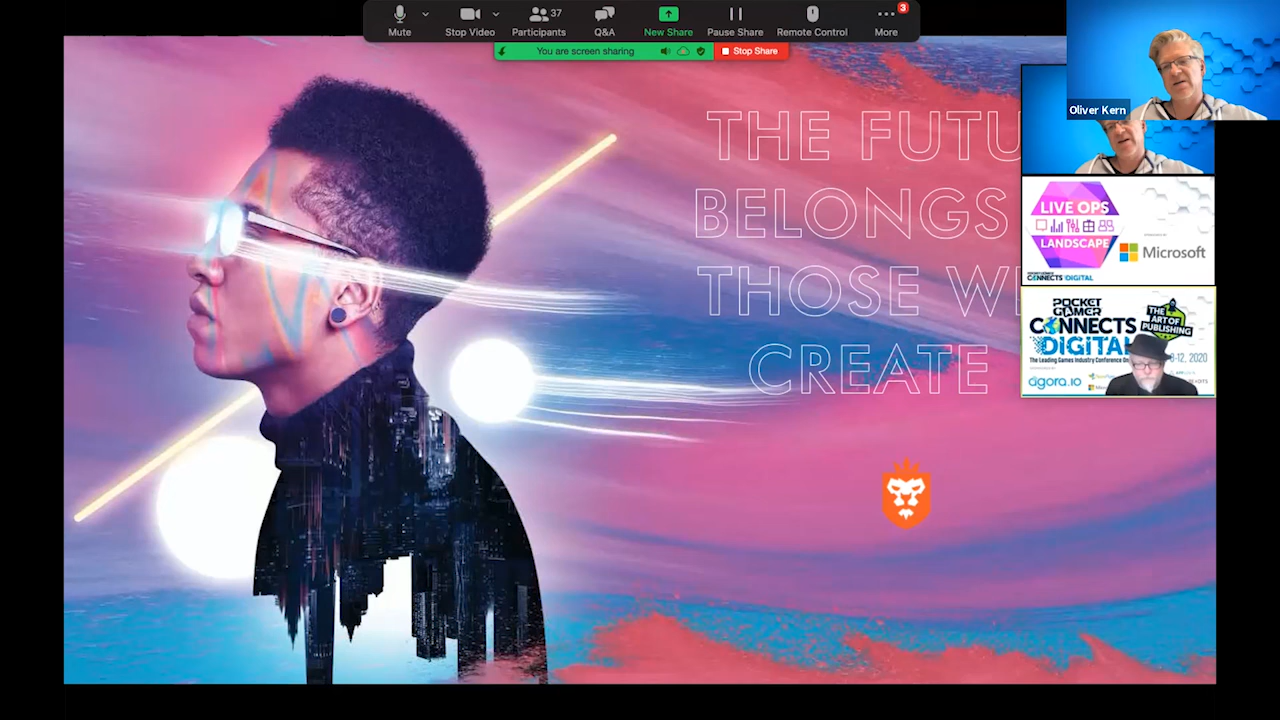 Mute
Stop Video
Participants
37
Q&A
New Share
Pause Share
Remote Control
More
3
You are screen sharing
Stop Share
Oliver Kern
THE FUTU
BELONGS
THOSE W
CREATE
LIVE OPS
LANDSCAPE
Microsoft
CONNECTS DIGITAL
POCKET
GAMER
CONNECTS
DIGITAL
The Leading Games Industry Conference
THE
ART OF
PUBLISHING
-12, 2020
agora.io